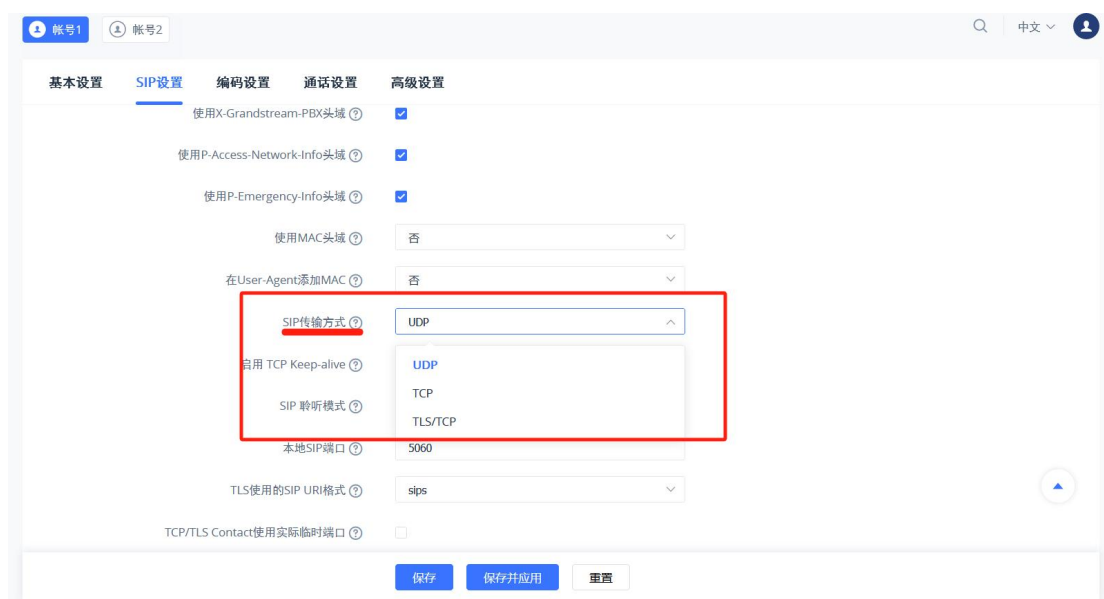 帐号1 帐号2 中文
基本设置 SIP设置 编码设置 通话设置 高级设置
使用X-Grandstream-PBX头域
使用P-Access-Network-Info头域
使用P-Emergency-Info头域
使用MAC头域 否
在User-Agent添加MAC 否
SIP传输方式 UDP
启用 TCP Keep-alive UDP
TCP
SIP 聆听模式
TLS/TCP
本地SIP端口 5060
TLS使用的SIP URI格式 sips
TCP/TLS Contact使用实际临时端口
保存 保存并应用 重置